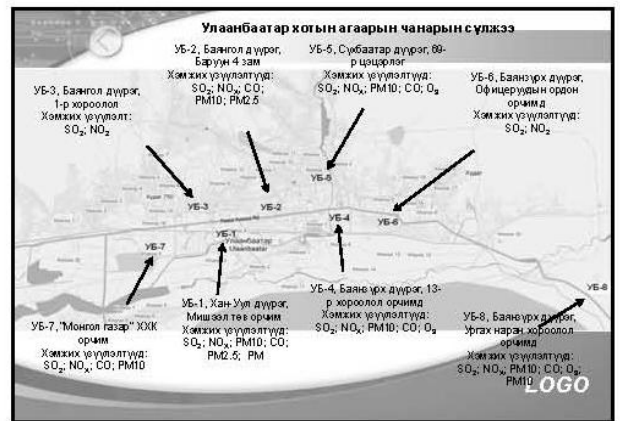 Улаанбаатар хотын агаарын чанарын сүлжээ
УБ-2, Баянгол дүүрэг,
Баруун 4 зам
Хэмжих үзүүлэлтүүд:
SO₂; NOₓ; CO;
PM10; PM2.5
УБ-5, Сүхбаатар дүүрэг, 69-
р цэцэрлэг
Хэмжих үзүүлэлтүүд:
SO₂; NOₓ; PM10; CO; O₃
УБ-3, Баянгол дүүрэг,
1-р хороолол
Хэмжих үзүүлэлт:
SO₂; NO₂
УБ-6, Баянзүрх дүүрэг,
Офицеруудын ордон
орчимд
Хэмжих үзүүлэлтүүд:
SO₂; NO₂
УБ-5
УБ-3
УБ-2
УБ-4
УБ-6
УБ-1
УБ-7
Улаанбаатар
Ulaanbaatar
УБ-8
УБ-7, "Монгол газар" ХХК
орчим
Хэмжих үзүүлэлтүүд:
SO₂; NOₓ; CO; PM10
УБ-1, Хан-Уул дүүрэг,
Мишээл төв орчим
Хэмжих үзүүлэлтүүд:
SO₂; NOₓ; PM10; CO;
PM2.5; PM
УБ-4, Баянзүрх дүүрэг, 13-
р хороолол орчимд
Хэмжих үзүүлэлтүүд:
SO₂; NOₓ; PM10; CO; O₃
УБ-8, Баянзүрх дүүрэг,
Ургах наран хороолол
орчимд
Хэмжих үзүүлэлтүүд:
SO₂; NOₓ; PM10; CO; O₃;
PM10
LOGO